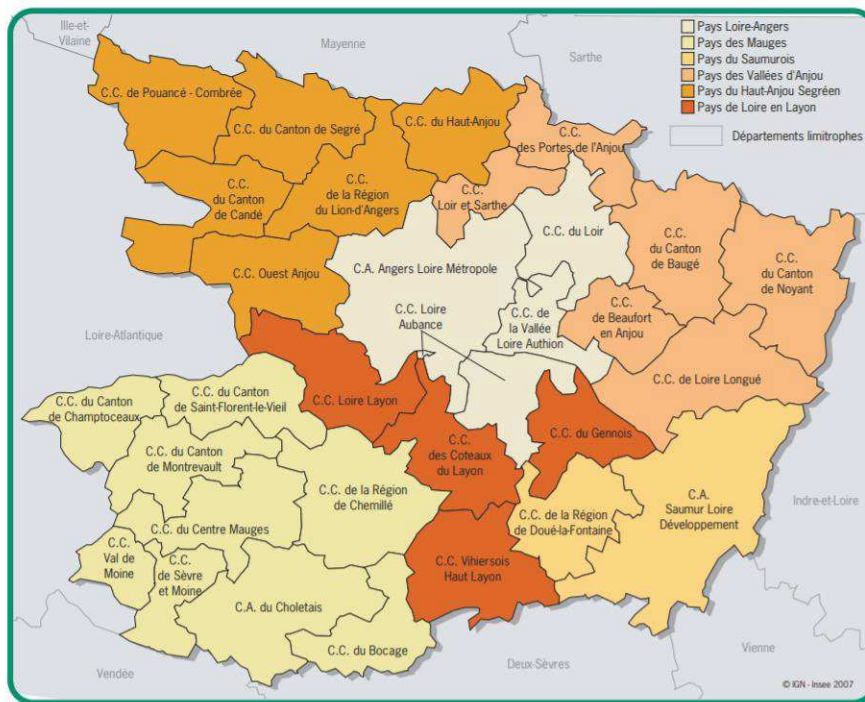 Ille-et-
Vilaine
Mayenne
Sarthe
Pays Loire-Angers
Pays des Mauges
Pays du Saumurois
Pays des Vallées d'Anjou
Pays du Haut-Anjou Segréen
Pays de Loire en Layon
Départements limitrophes
C.C. de Pouancé - Combrée
C.C. du Canton de Segré
C.C. du Haut-Anjou
C.C.
des Portes de l'Anjou
C.C.
du Canton
de Candé
C.C.
de la Région
du Lion-d'Angers
C.C.
Loir et Sarthe
C.C. du Loir
C.C.
du Canton
de Baugé
C.C.
du Canton
de Noyant
C.C. Ouest Anjou
C.A. Angers Loire Métropole
C.C. Loire
Aubance
C.C. de
la Vallée
Loire Authion
C.C.
de Beaufort
en Anjou
Loire-Atlantique
C.C. Loire Layon
C.C. de Loire Longué
C.C. du Canton
de Champtoceaux
C.C. du Canton
de Saint-Florent-le-Vieil
C.C. du Canton
de Montrevault
C.C.
des Coteaux
du Layon
C.C. du Gennois
C.C. de la Région
de Chemillé
C.C. de la Région
de Doué-la-Fontaine
C.A.
Saumur Loire
Développement
Indre-et-Loire
C.C. du Centre Mauges
C.C.
Val de
Moine
C.C.
de Sèvre
et Moine
C.C. Vihiersois
Haut Layon
C.A. du Choletais
C.C. du Bocage
Vendée
Deux-Sèvres
Vienne
© IGN - Insee 2007